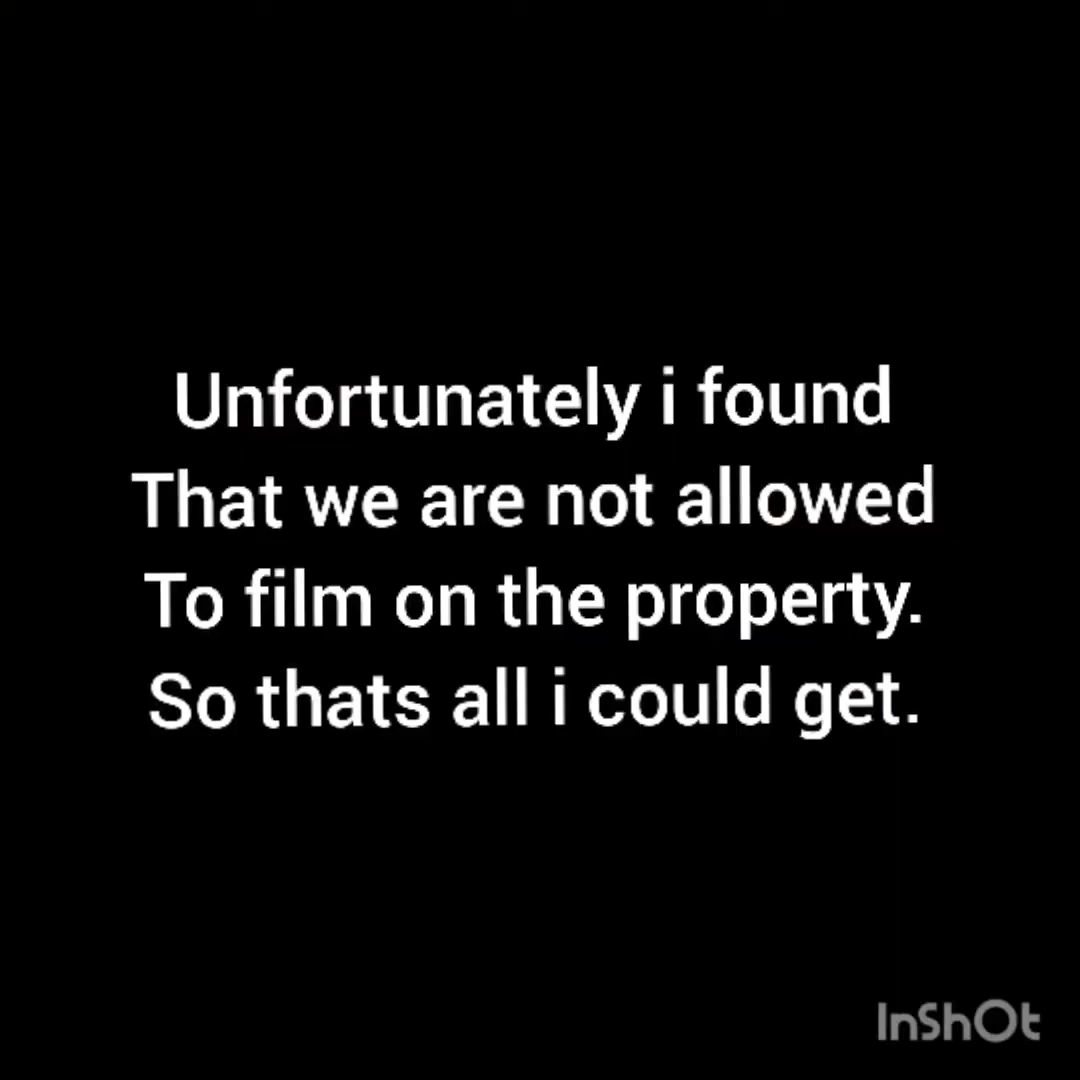 Unfortunately i found
That we are not allowed
To film on the property.
So thats all i could get.
InShOt